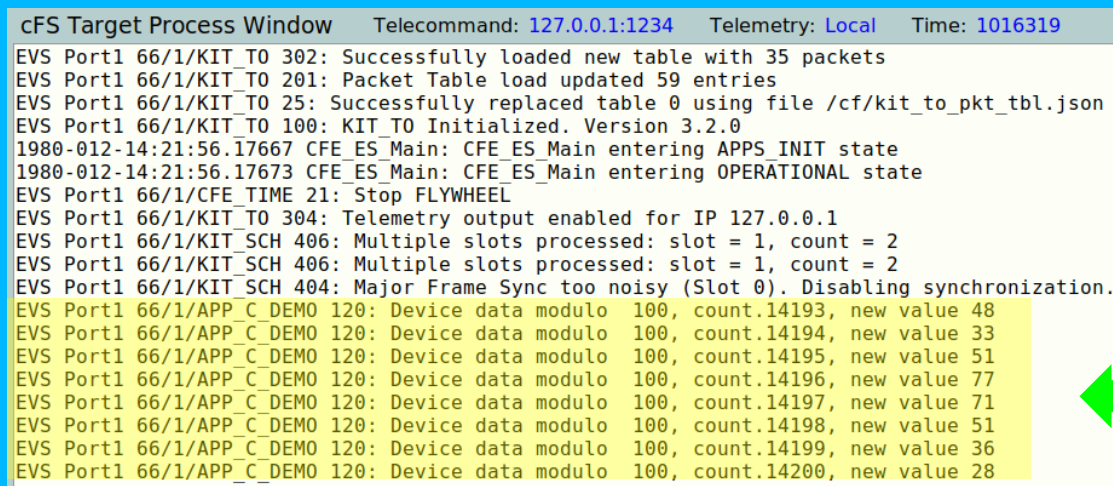 cFS Target Process Window Telecommand: 127.0.0.1:1234 Telemetry: Local Time: 1016319
EVS Port1 66/1/KIT_TO 302: Successfully loaded new table with 35 packets
EVS Port1 66/1/KIT_TO 201: Packet Table load updated 59 entries
EVS Port1 66/1/KIT_TO 25: Successfully replaced table 0 using file /cf/kit_to_pkt_tbl.json
EVS Port1 66/1/KIT_TO 100: KIT_TO Initialized. Version 3.2.0
1980-012-14:21:56.17667 CFE_ES_Main: CFE_ES_Main entering APPS_INIT state
1980-012-14:21:56.17673 CFE_ES_Main: CFE_ES_Main entering OPERATIONAL state
EVS Port1 66/1/CFE_TIME 21: Stop FLYWHEEL
EVS Port1 66/1/KIT_TO 304: Telemetry output enabled for IP 127.0.0.1
EVS Port1 66/1/KIT_SCH 406: Multiple slots processed: slot = 1, count = 2
EVS Port1 66/1/KIT_SCH 406: Multiple slots processed: slot = 1, count = 2
EVS Port1 66/1/KIT_SCH 404: Major Frame Sync too noisy (Slot 0). Disabling synchronization.
EVS Port1 66/1/APP_C_DEMO 120: Device data modulo  100, count.14193, new value 48
EVS Port1 66/1/APP_C_DEMO 120: Device data modulo  100, count.14194, new value 33
EVS Port1 66/1/APP_C_DEMO 120: Device data modulo  100, count.14195, new value 51
EVS Port1 66/1/APP_C_DEMO 120: Device data modulo  100, count.14196, new value 77
EVS Port1 66/1/APP_C_DEMO 120: Device data modulo  100, count.14197, new value 71
EVS Port1 66/1/APP_C_DEMO 120: Device data modulo  100, count.14198, new value 51
EVS Port1 66/1/APP_C_DEMO 120: Device data modulo  100, count.14199, new value 36
EVS Port1 66/1/APP_C_DEMO 120: Device data modulo  100, count.14200, new value 28